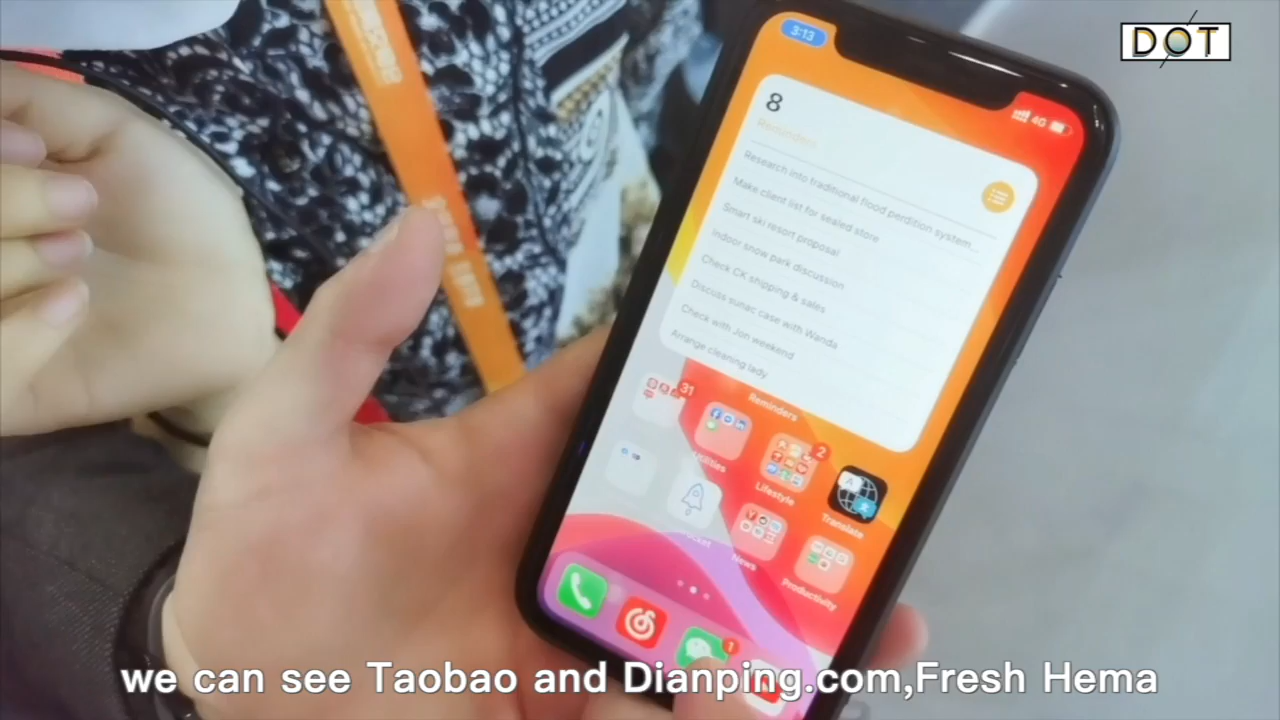 DOT
3:13
4G
8
Reminders
Research into traditional flood perdition system...
Make client list for sealed store
Smart ski resort proposal
Indoor snow park discussion
Check CK shipping & sales
Discuss sunac case with Wanda
Check with Jon weekend
Arrange cleaning lady
Reminders
31
2
Utilities
Lifestyle
Translate
News
Productivity
1
we can see Taobao and Dianping.com,Fresh Hema